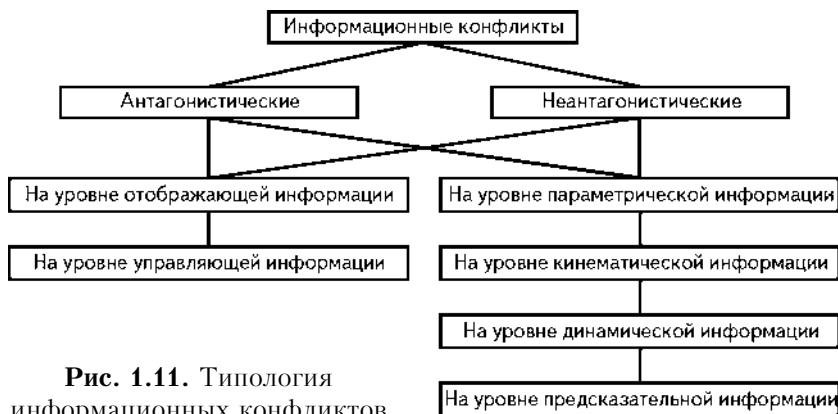 Информационные конфликты
Антагонистические
Неантагонистические
На уровне отображающей информации
На уровне параметрической информации
На уровне управляющей информации
На уровне кинематической информации
На уровне динамической информации
На уровне предсказательной информации
Рис. 1.11. Типология
информационных конфликтов